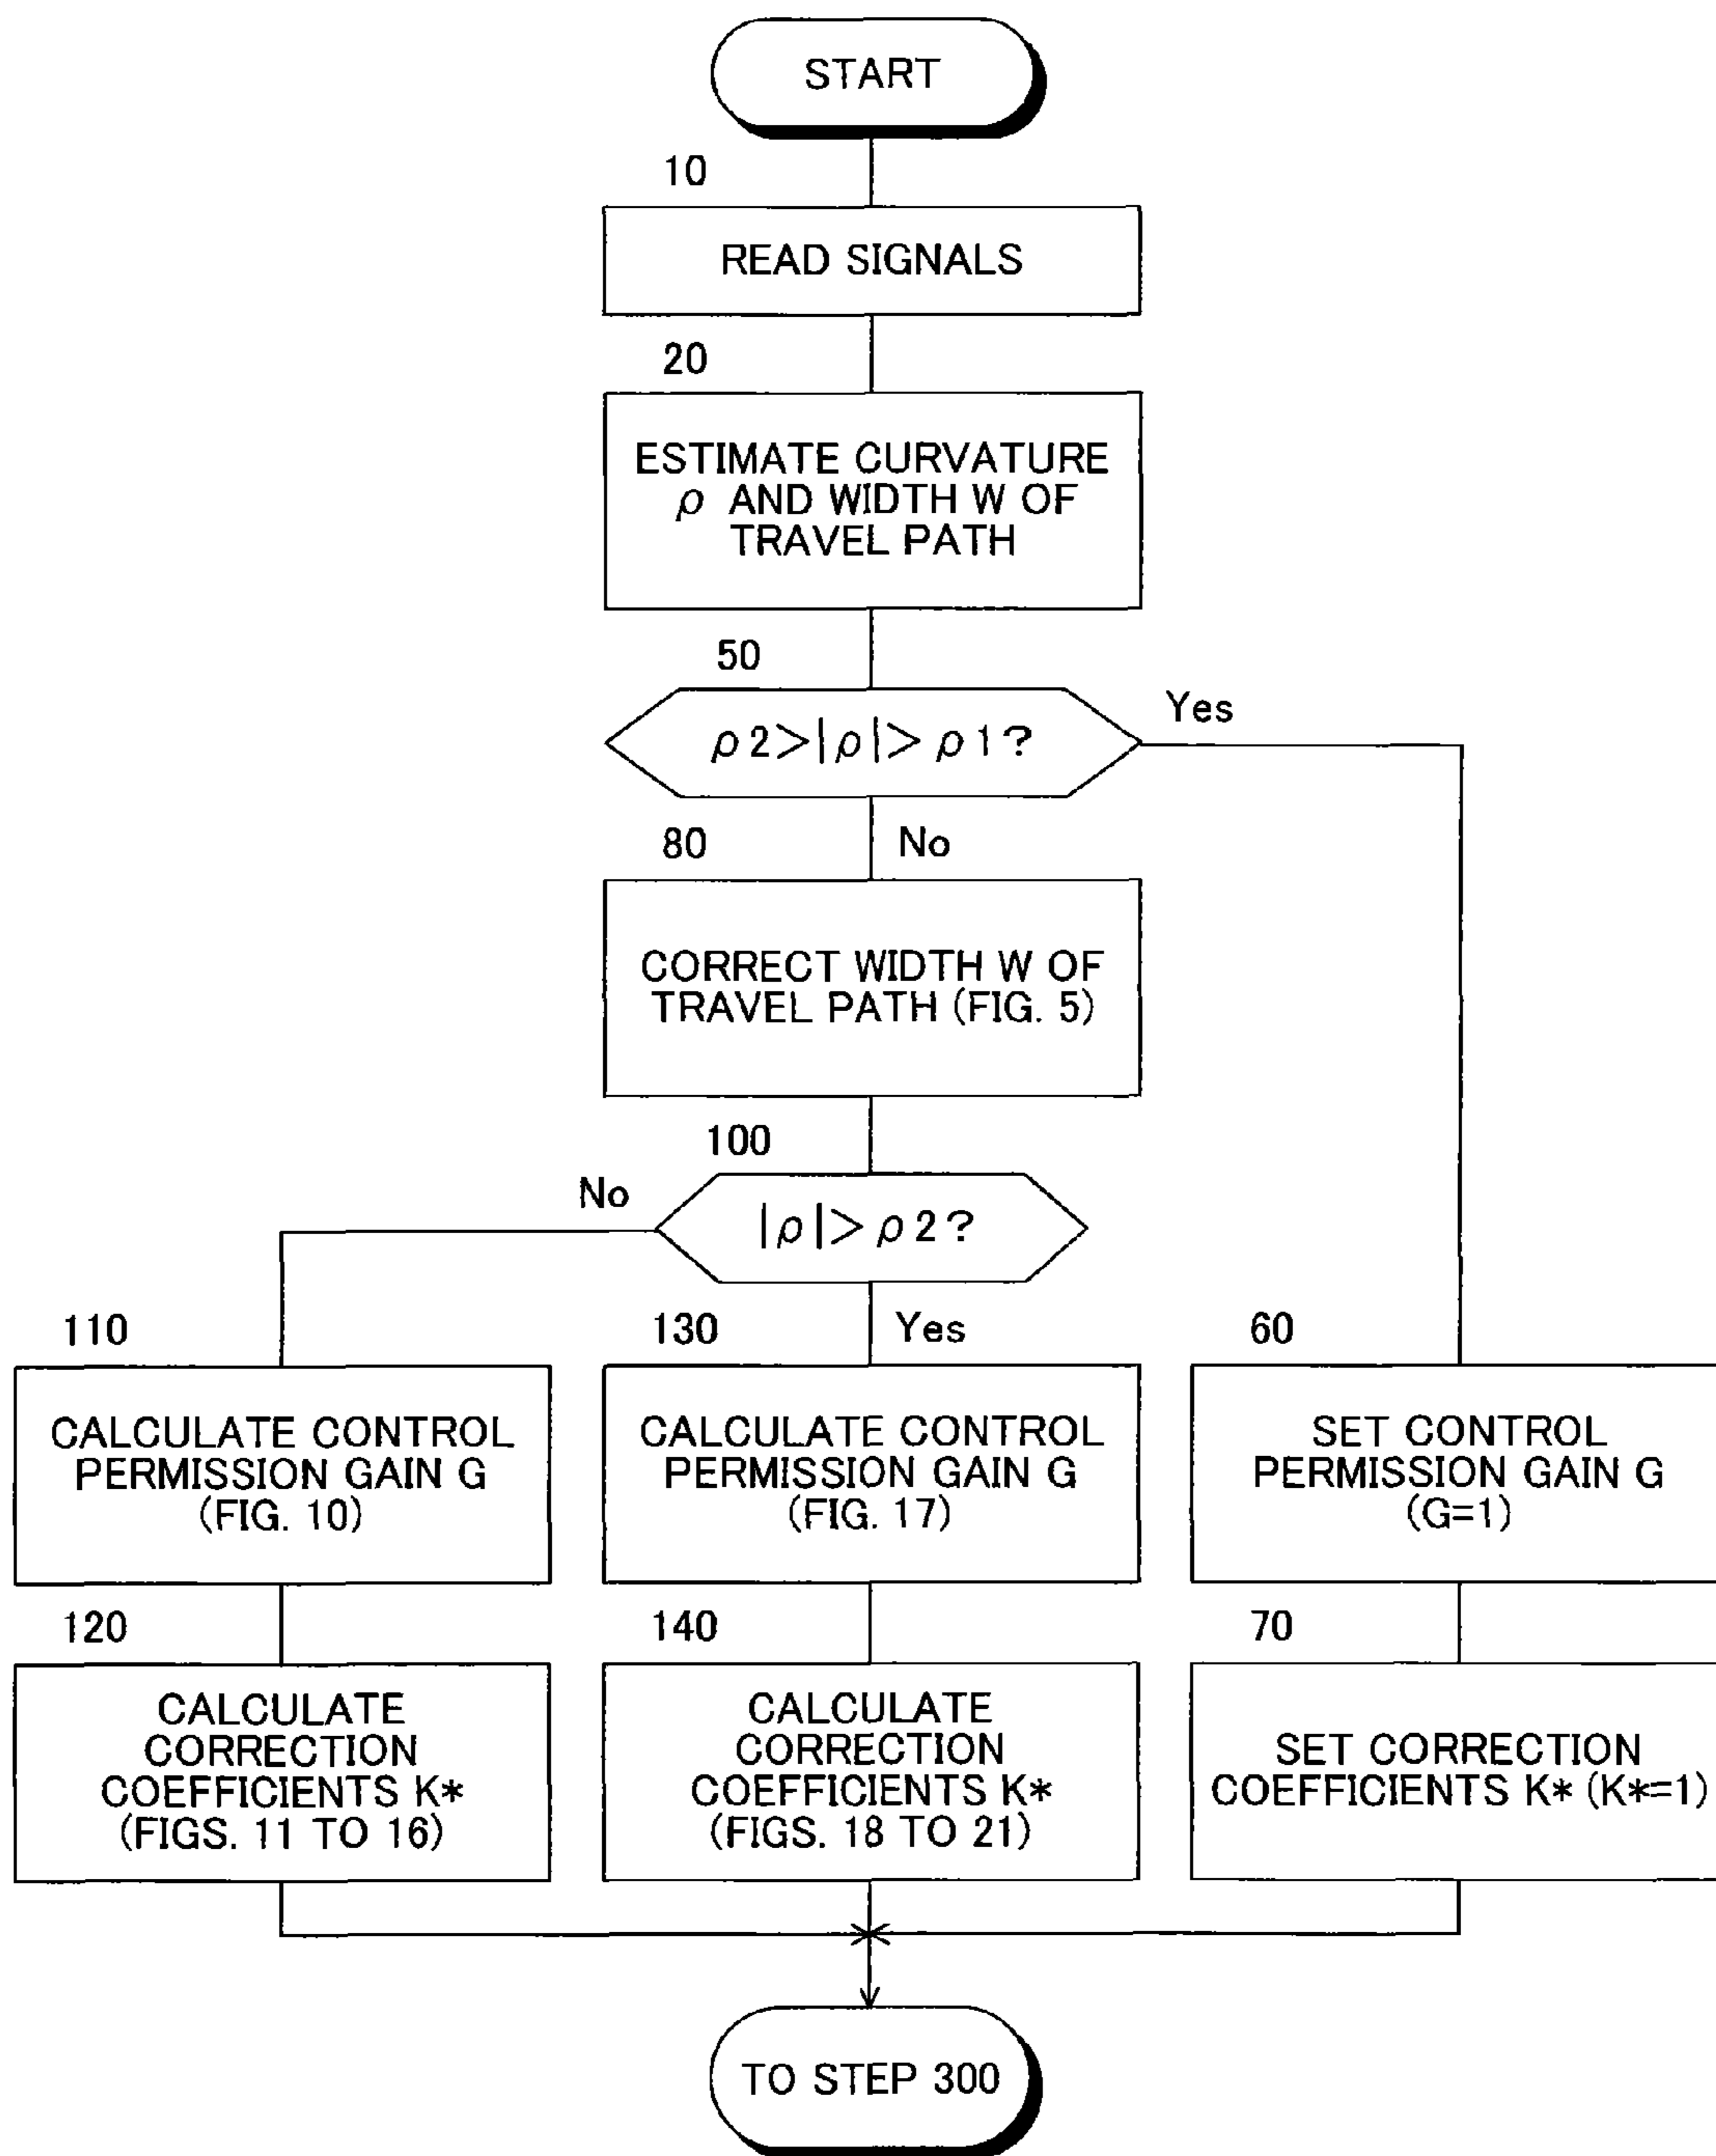 START
10
READ SIGNALS
20
ESTIMATE CURVATURE
ρ AND WIDTH W OF
TRAVEL PATH
50
ρ2>|ρ|>ρ1?
Yes
80
No
CORRECT WIDTH W OF
TRAVEL PATH (FIG. 5)
100
No
|ρ|>ρ2?
110
130
Yes
60
CALCULATE CONTROL
PERMISSION GAIN G
(FIG. 10)
CALCULATE CONTROL
PERMISSION GAIN G
(FIG. 17)
SET CONTROL
PERMISSION GAIN G
(G=1)
120
140
70
CALCULATE
CORRECTION
COEFFICIENTS K*
(FIGS. 11 TO 16)
CALCULATE
CORRECTION
COEFFICIENTS K*
(FIGS. 18 TO 21)
SET CORRECTION
COEFFICIENTS K* (K*=1)
TO STEP 300